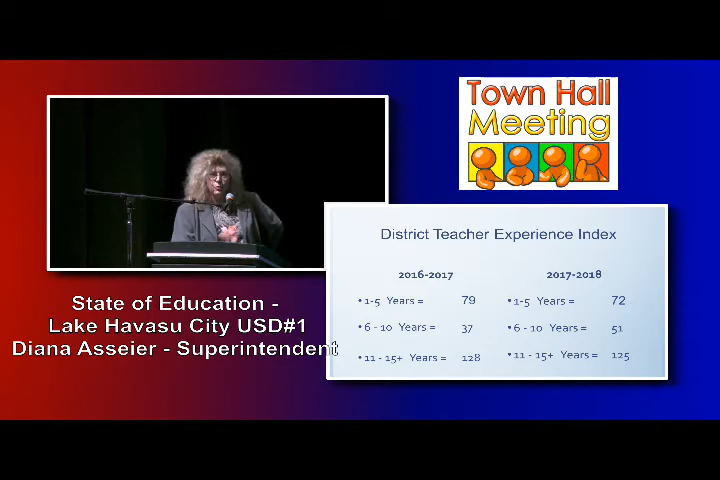 Town Hall
Meeting
District Teacher Experience Index
2016-2017
• 1-5 Years = 79
• 6 - 10 Years = 37
• 11 - 15+ Years = 128
2017-2018
• 1-5 Years = 72
• 6 - 10 Years = 51
• 11 - 15+ Years = 125
State of Education -
Lake Havasu City USD#1
Diana Asseier - Superintendent